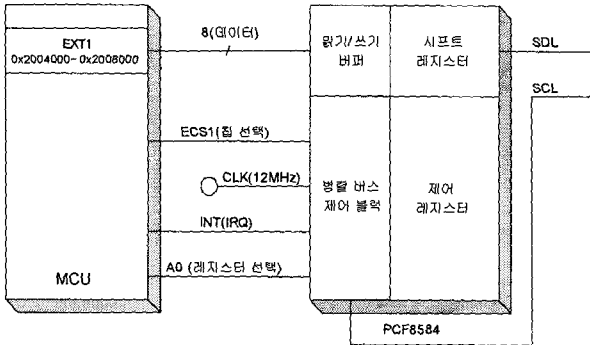 8(데이터)
EXT1
0x2004000-0x2008000
읽기/쓰기
버퍼
시프트
레지스터
SDL
SCL
ECS1(칩 선택)
CLK(12MHz)
병렬 버스
제어 블럭
제어
레지스터
INT(IRQ)
A0 (레지스터 선택)
MCU
PCF8584